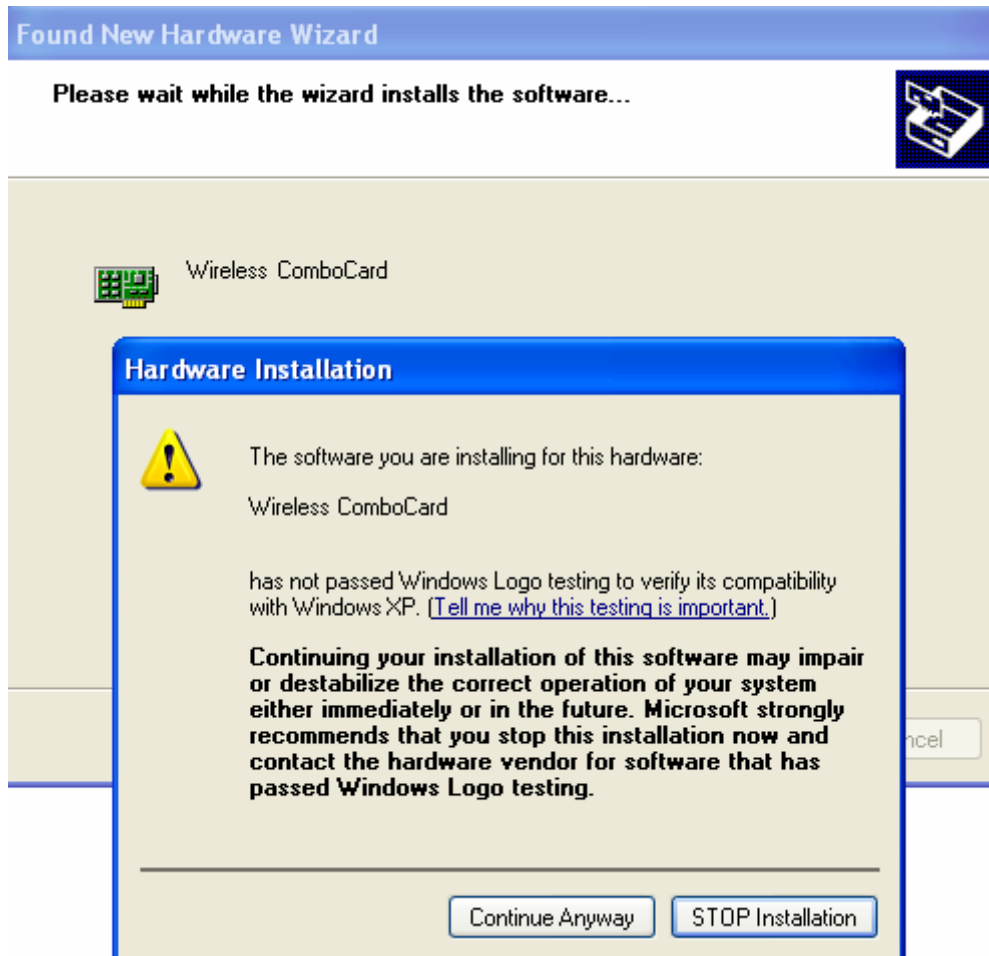 Found New Hardware Wizard
Please wait while the wizard installs the software...
Wireless ComboCard
Hardware Installation
The software you are installing for this hardware:
Wireless ComboCard
has not passed Windows Logo testing to verify its compatibility
with Windows XP. (Tell me why this testing is important.)
Continuing your installation of this software may impair
or destabilize the correct operation of your system
either immediately or in the future. Microsoft strongly
recommends that you stop this installation now and
contact the hardware vendor for software that has
passed Windows Logo testing.
ncel
Continue Anyway
STOP Installation